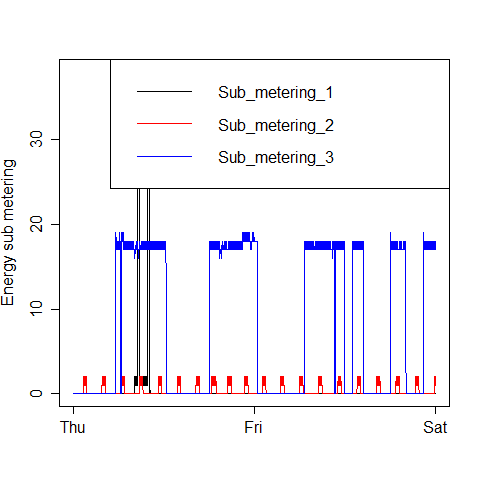 Sub_metering_1
Sub_metering_2
Sub_metering_3
Energy sub metering
30
20
10
0
Thu Fri Sat